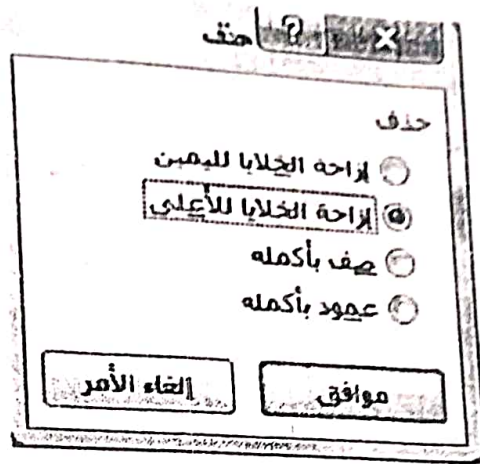 حذف
حذف
إزاحة الخلايا لليمين
إزاحة الخلايا للأعلى
صف بأكمله
عمود بأكمله
موافق إلغاء الأمر